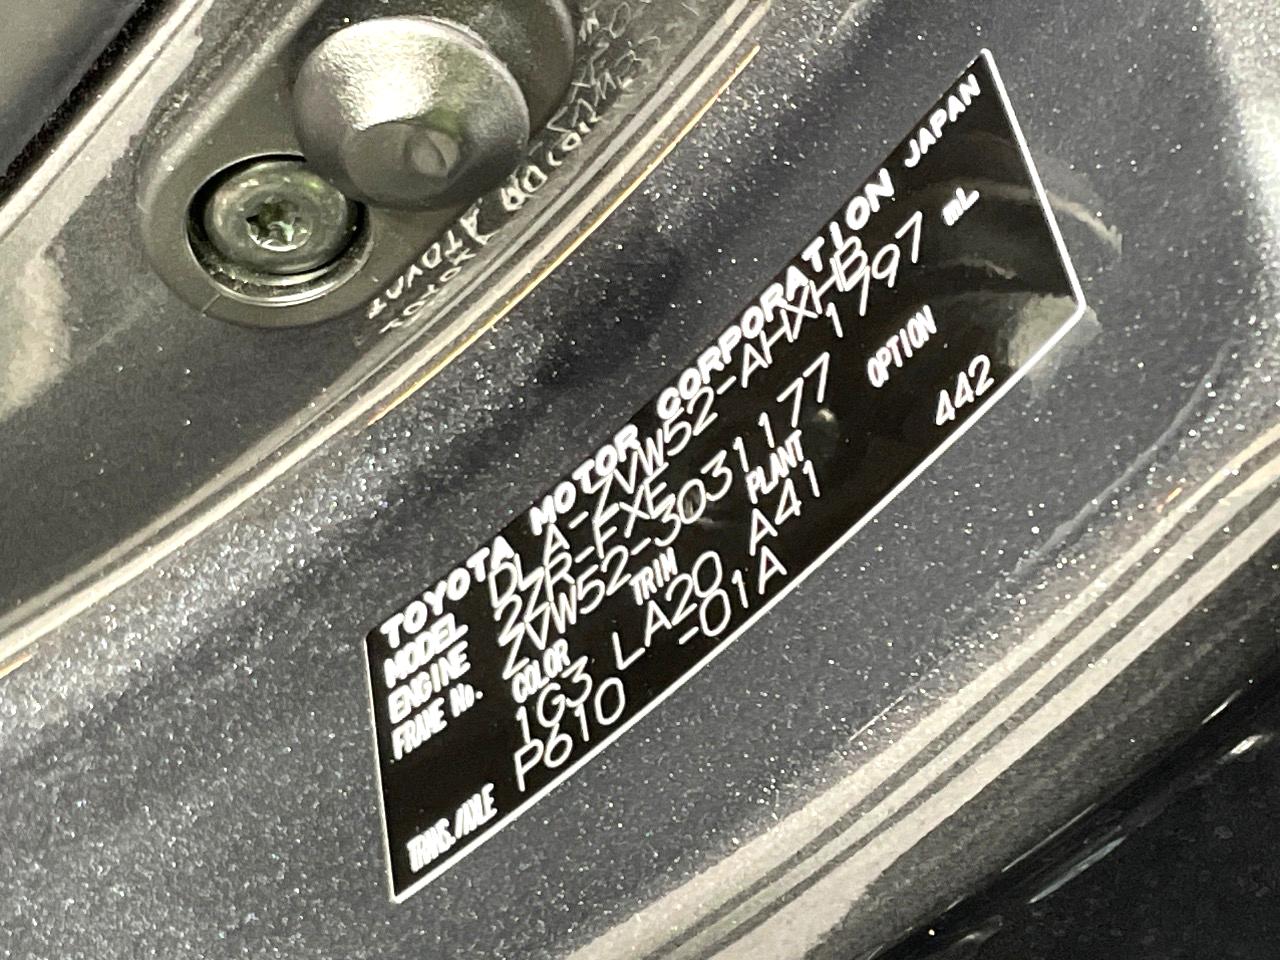 TOYOTA MOTOR CORPORATION JAPAN
MODEL DLA-ZVW52-AHXHB
ENGINE 2ZR-FXE 1797 mL
FRAME No. ZVW52-3031177
COLOR TRIM PLANT OPTION
1G3 LA20 A41 442
TRANS./AXLE P610 -01A